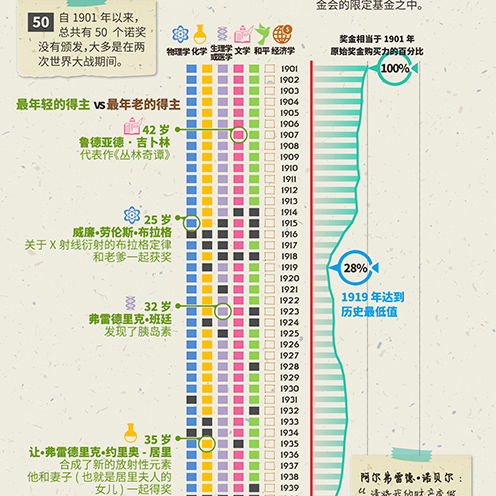 金会的限定基金之中。
50
自 1901 年以来,
总共有 50 个诺奖
没有颁发,大多是在两
次世界大战期间。
物理学 化学 生理学或医学 文学 和平 经济学
奖金相当于 1901 年
原始奖金购买力的百分比
100%
最年轻的得主 vs 最年老的得主
42 岁
鲁德亚德·吉卜林
代表作《丛林奇谭》
25 岁
威廉·劳伦斯·布拉格
关于 X 射线衍射的布拉格定律
和老爹一起获奖
32 岁
弗雷德里克·班廷
发现了胰岛素
35 岁
让·弗雷德里克·约里奥 - 居里
合成了新的放射性元素
他和妻子 ( 也就是居里夫人的
女儿 ) 一起得奖
1901
1902
1903
1904
1905
1906
1907
1908
1909
1910
1911
1912
1913
1914
1915
1916
1917
1918
1919
1920
1921
1922
1923
1924
1925
1926
1927
1928
1929
1930
1931
1932
1933
1934
1935
1936
1937
1938
1939
28%
1919 年达到
历史最低值
阿尔弗雷德·诺贝尔: